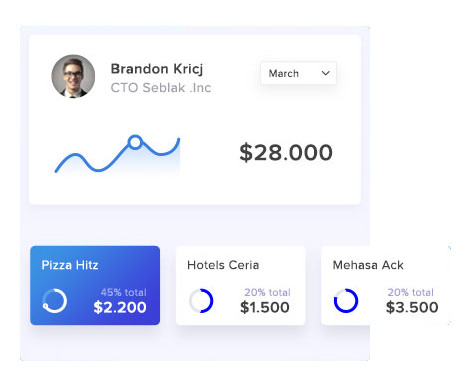 Brandon Kricj
CTO Seblak .Inc
March
$28.000
Pizza Hitz
45% total
$2.200
Hotels Ceria
20% total
$1.500
Mehasa Ack
20% total
$3.500